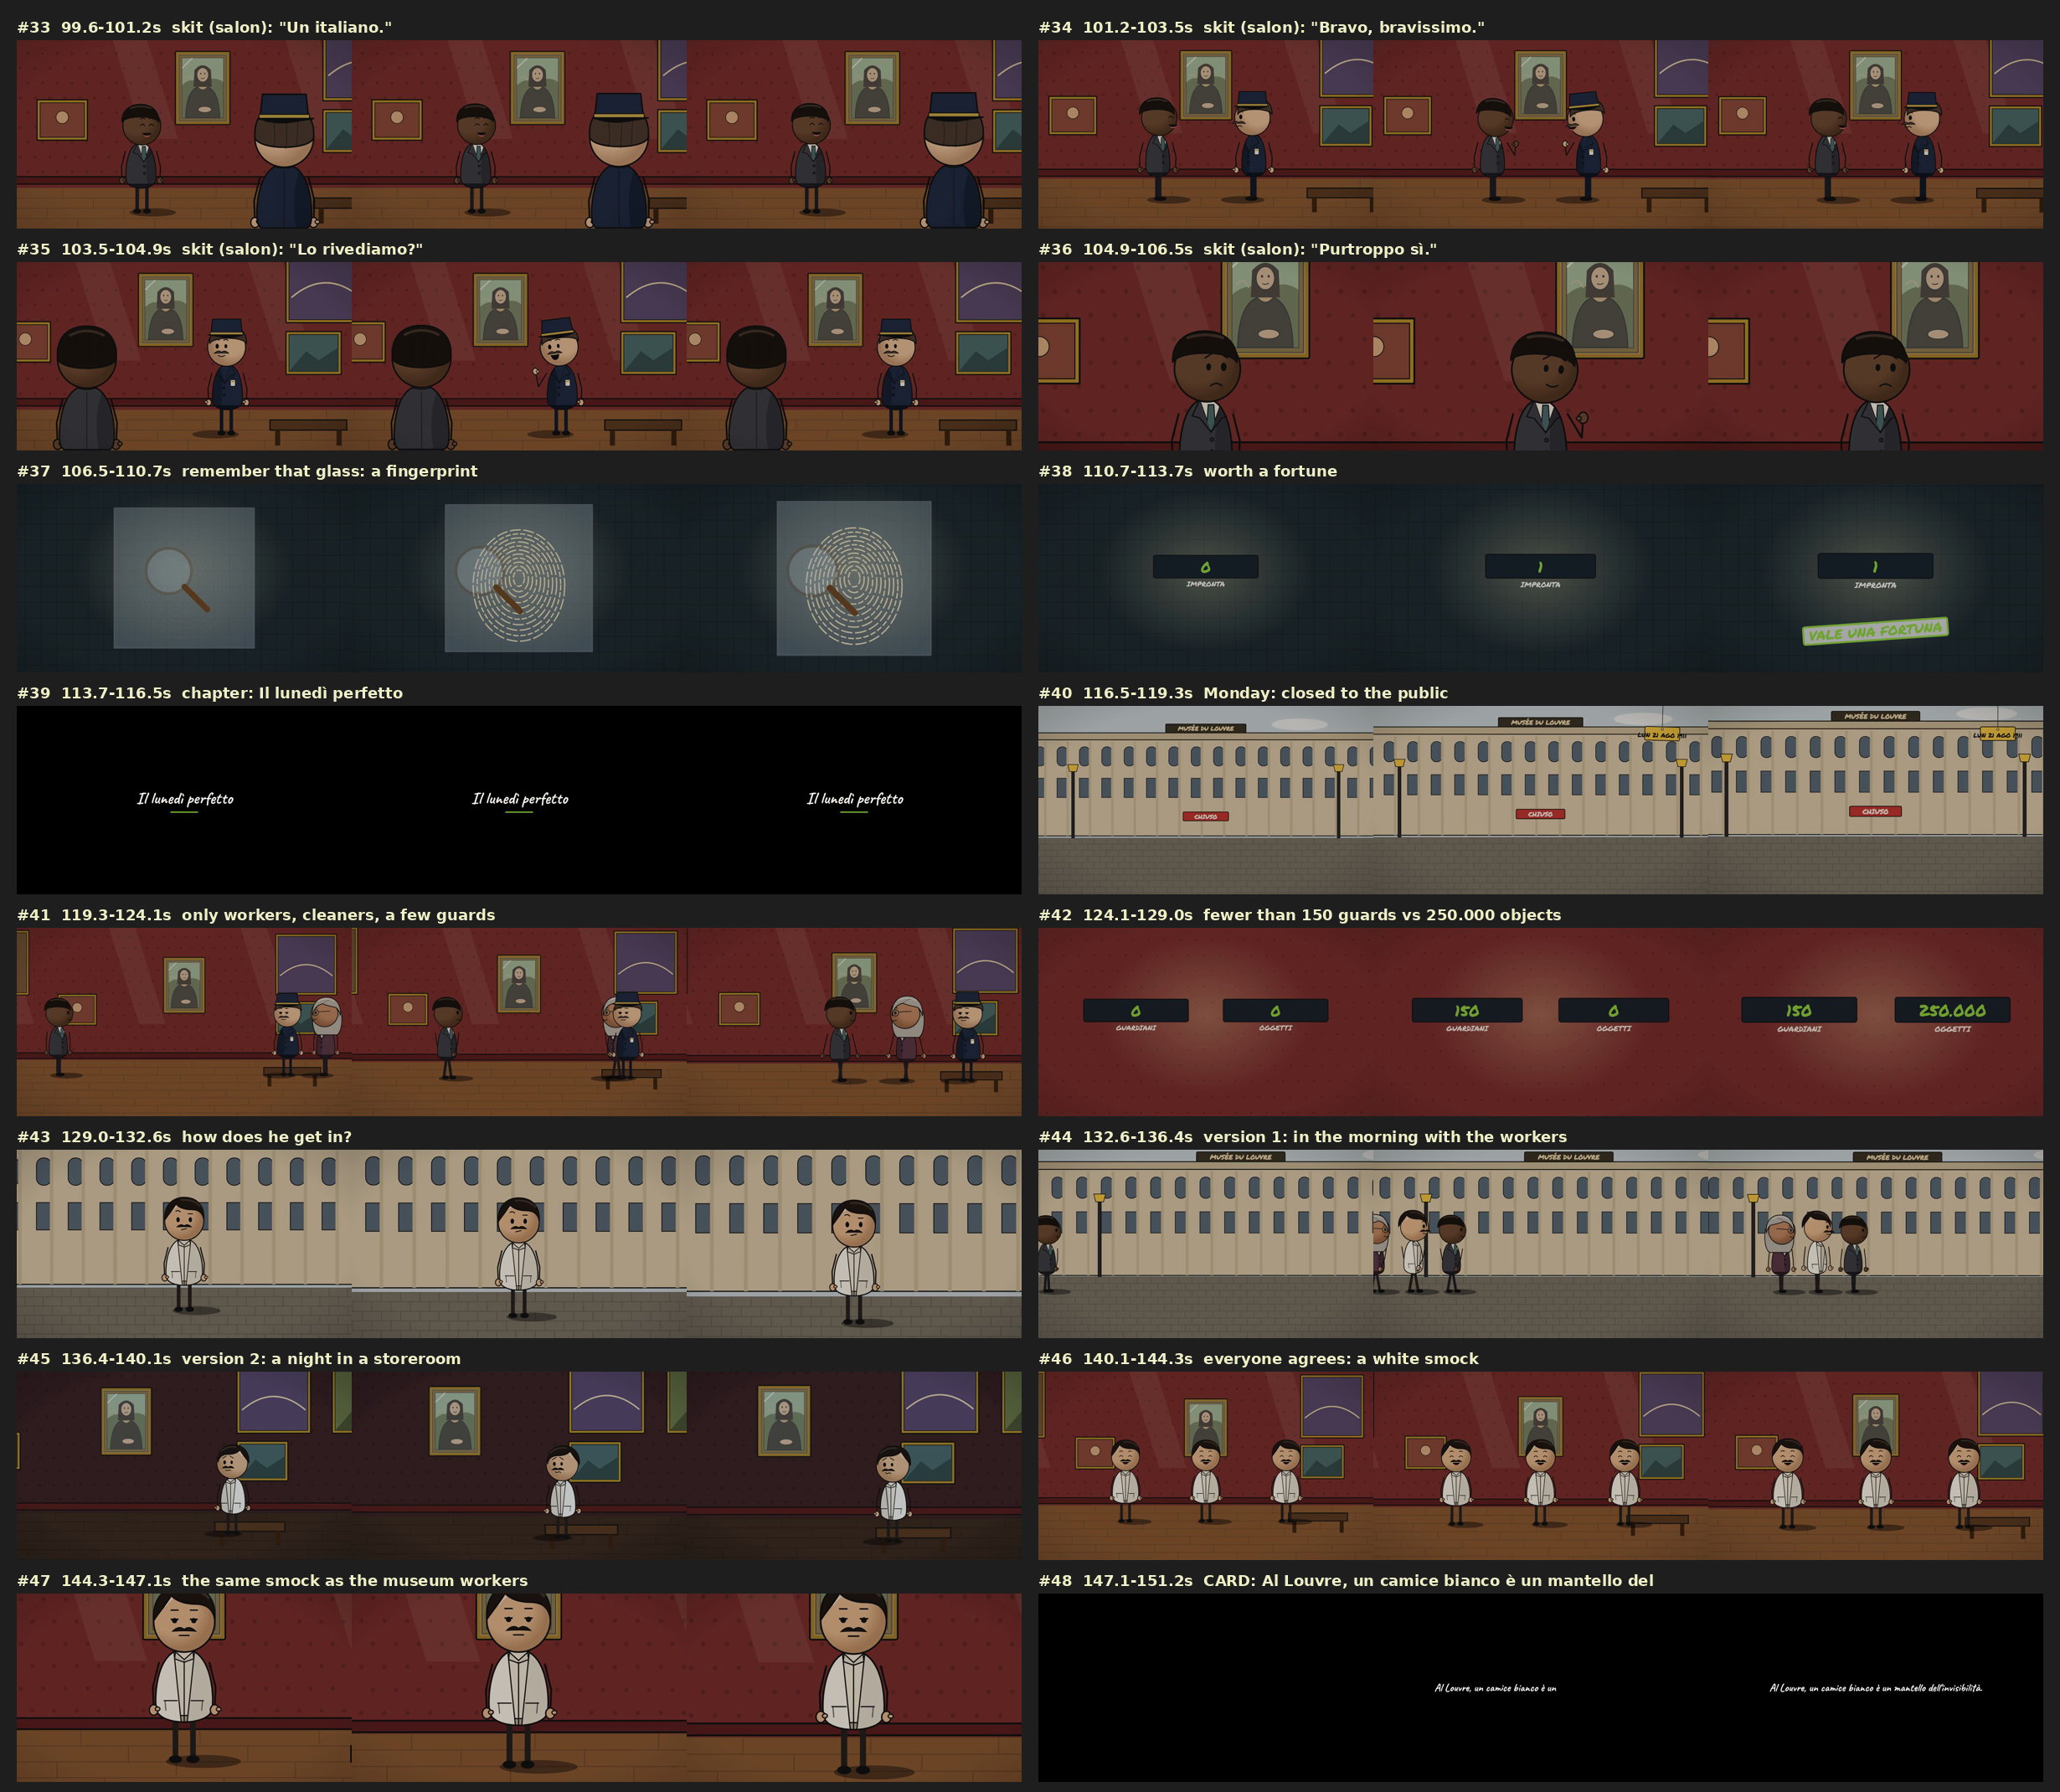 #33 99.6-101.2s skit (salon): "Un italiano."
#34 101.2-103.5s skit (salon): "Bravo, bravissimo."
#35 103.5-104.9s skit (salon): "Lo rivediamo?"
#36 104.9-106.5s skit (salon): "Purtroppo sì."
#37 106.5-110.7s remember that glass: a fingerprint
#38 110.7-113.7s worth a fortune
0
IMPRONTA
1
IMPRONTA
1
IMPRONTA
VALE UNA FORTUNA
#39 113.7-116.5s chapter: Il lunedì perfetto
Il lunedì perfetto
Il lunedì perfetto
Il lunedì perfetto
#40 116.5-119.3s Monday: closed to the public
MUSÉE DU LOUVRE
CHIUSO
MUSÉE DU LOUVRE
CHIUSO
MUSÉE DU LOUVRE
CHIUSO
#41 119.3-124.1s only workers, cleaners, a few guards
#42 124.1-129.0s fewer than 150 guards vs 250.000 objects
0
GUARDIANI
0
OGGETTI
150
GUARDIANI
0
OGGETTI
150
GUARDIANI
250.000
OGGETTI
#43 129.0-132.6s how does he get in?
#44 132.6-136.4s version 1: in the morning with the workers
MUSÉE DU LOUVRE
MUSÉE DU LOUVRE
MUSÉE DU LOUVRE
#45 136.4-140.1s version 2: a night in a storeroom
#46 140.1-144.3s everyone agrees: a white smock
#47 144.3-147.1s the same smock as the museum workers
#48 147.1-151.2s CARD: Al Louvre, un camice bianco è un mantello del
Al Louvre, un camice bianco è un
Al Louvre, un camice bianco è un mantello dell'invisibilità.